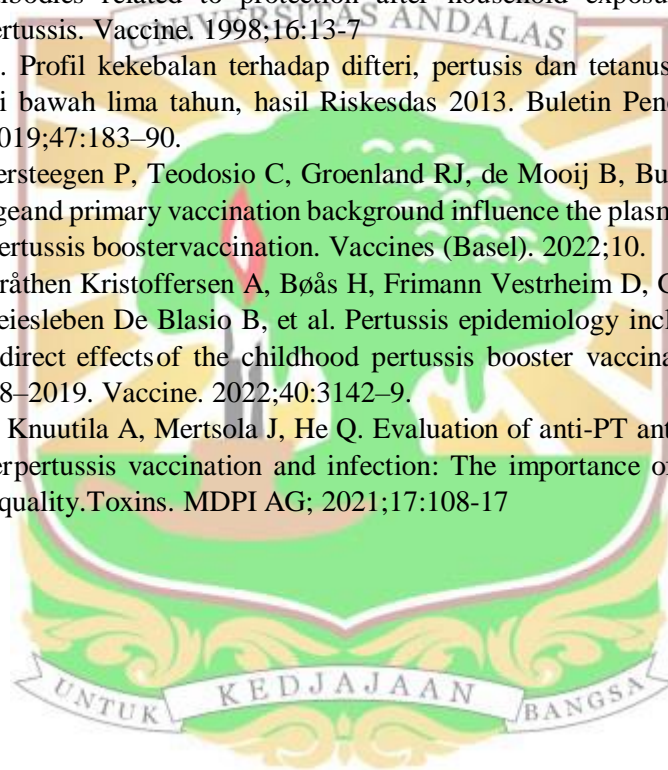 related to protection after household
ertussis. Vaccine. 1998;16:13-7
UNIVERSITAS ANDALAS
. Profil kekebalan terhadap difteri, pertusis dan tetanus
i bawah lima tahun, hasil Riskesdas 2013. Buletin
019;47:183–90.
ersteegen P, Teodosio C, Groenland RJ, de Mooij B, Bu
geand primary vaccination background influence the plasm
ertussis boostervaccination. Vaccines (Basel). 2022;10.
råthen Kristoffersen A, Bøås H, Frimann Vestrheim D,
eiesleben De Blasio B, et al. Pertussis epidemiology incl
direct effectsof the childhood pertussis booster vaccina
8–2019. Vaccine. 2022;40:3142–9.
Knuutila A, Mertsola J, He Q. Evaluation of anti-PT ant
erpertussis vaccination and infection: The importance o
quality.Toxins. MDPI AG; 2021;17:108-17
UNTUK KEDJAJAAN BANGSA